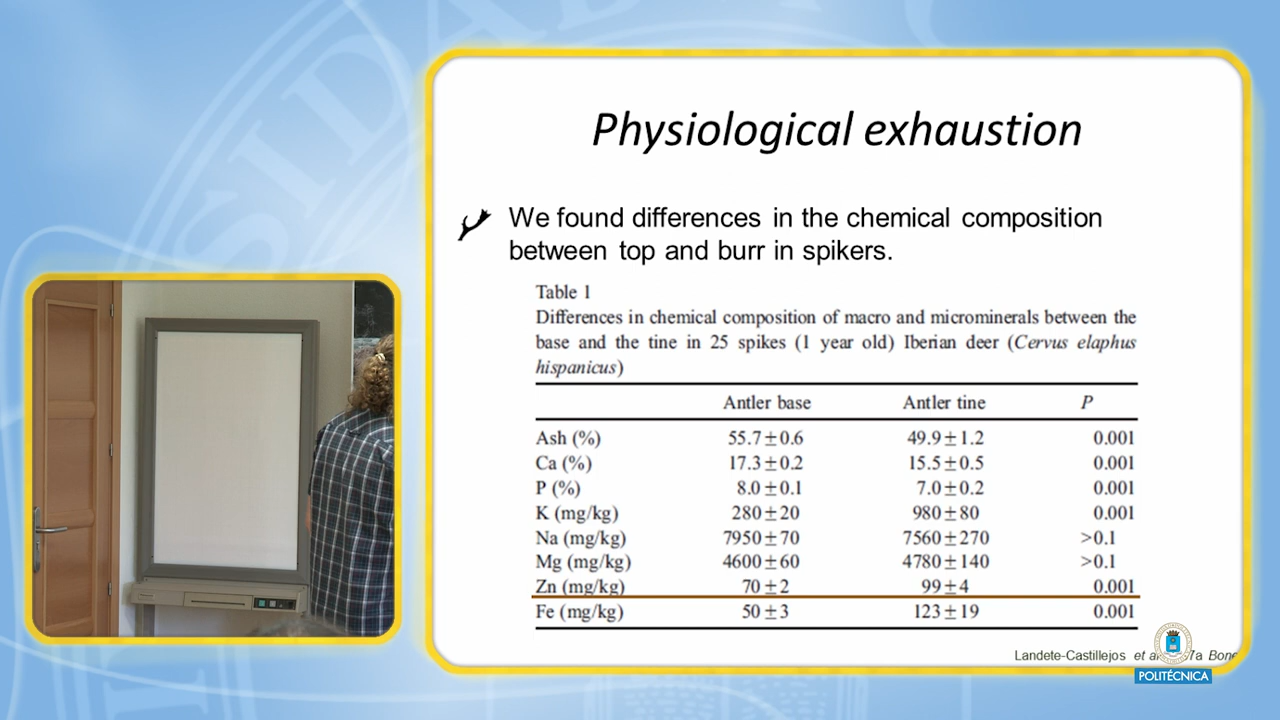 Physiological exhaustion
We found differences in the chemical composition
between top and burr in spikers.
Table 1
Differences in chemical composition of macro and microminerals between the
base and the tine in 25 spikes (1 year old) Iberian deer (Cervus elaphus
hispanicus)
Antler base Antler tine P
Ash (%) 55.7±0.6 49.9±1.2 0.001
Ca (%) 17.3±0.2 15.5±0.5 0.001
P (%) 8.0±0.1 7.0±0.2 0.001
K (mg/kg) 280±20 980±80 0.001
Na (mg/kg) 7950±70 7560±270 >0.1
Mg (mg/kg) 4600±60 4780±140 >0.1
Zn (mg/kg) 70±2 99±4 0.001
Fe (mg/kg) 50±3 123±19 0.001
Landete-Castillejos et 7a Bone
POLITÉCNICA